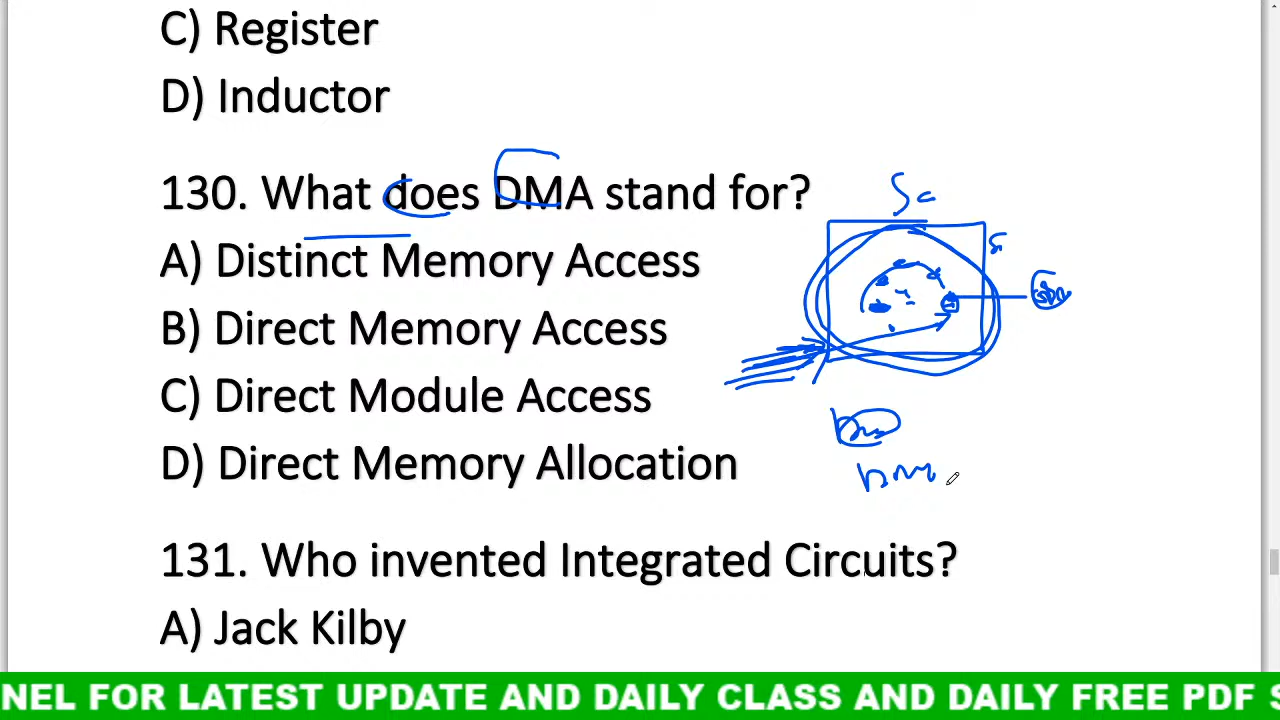 C) Register
D) Inductor
130. What does DMA stand for?
A) Distinct Memory Access
B) Direct Memory Access
C) Direct Module Access
D) Direct Memory Allocation
131. Who invented Integrated Circuits?
A) Jack Kilby
NEL FOR LATEST UPDATE AND DAILY CLASS AND DAILY FREE PDF S